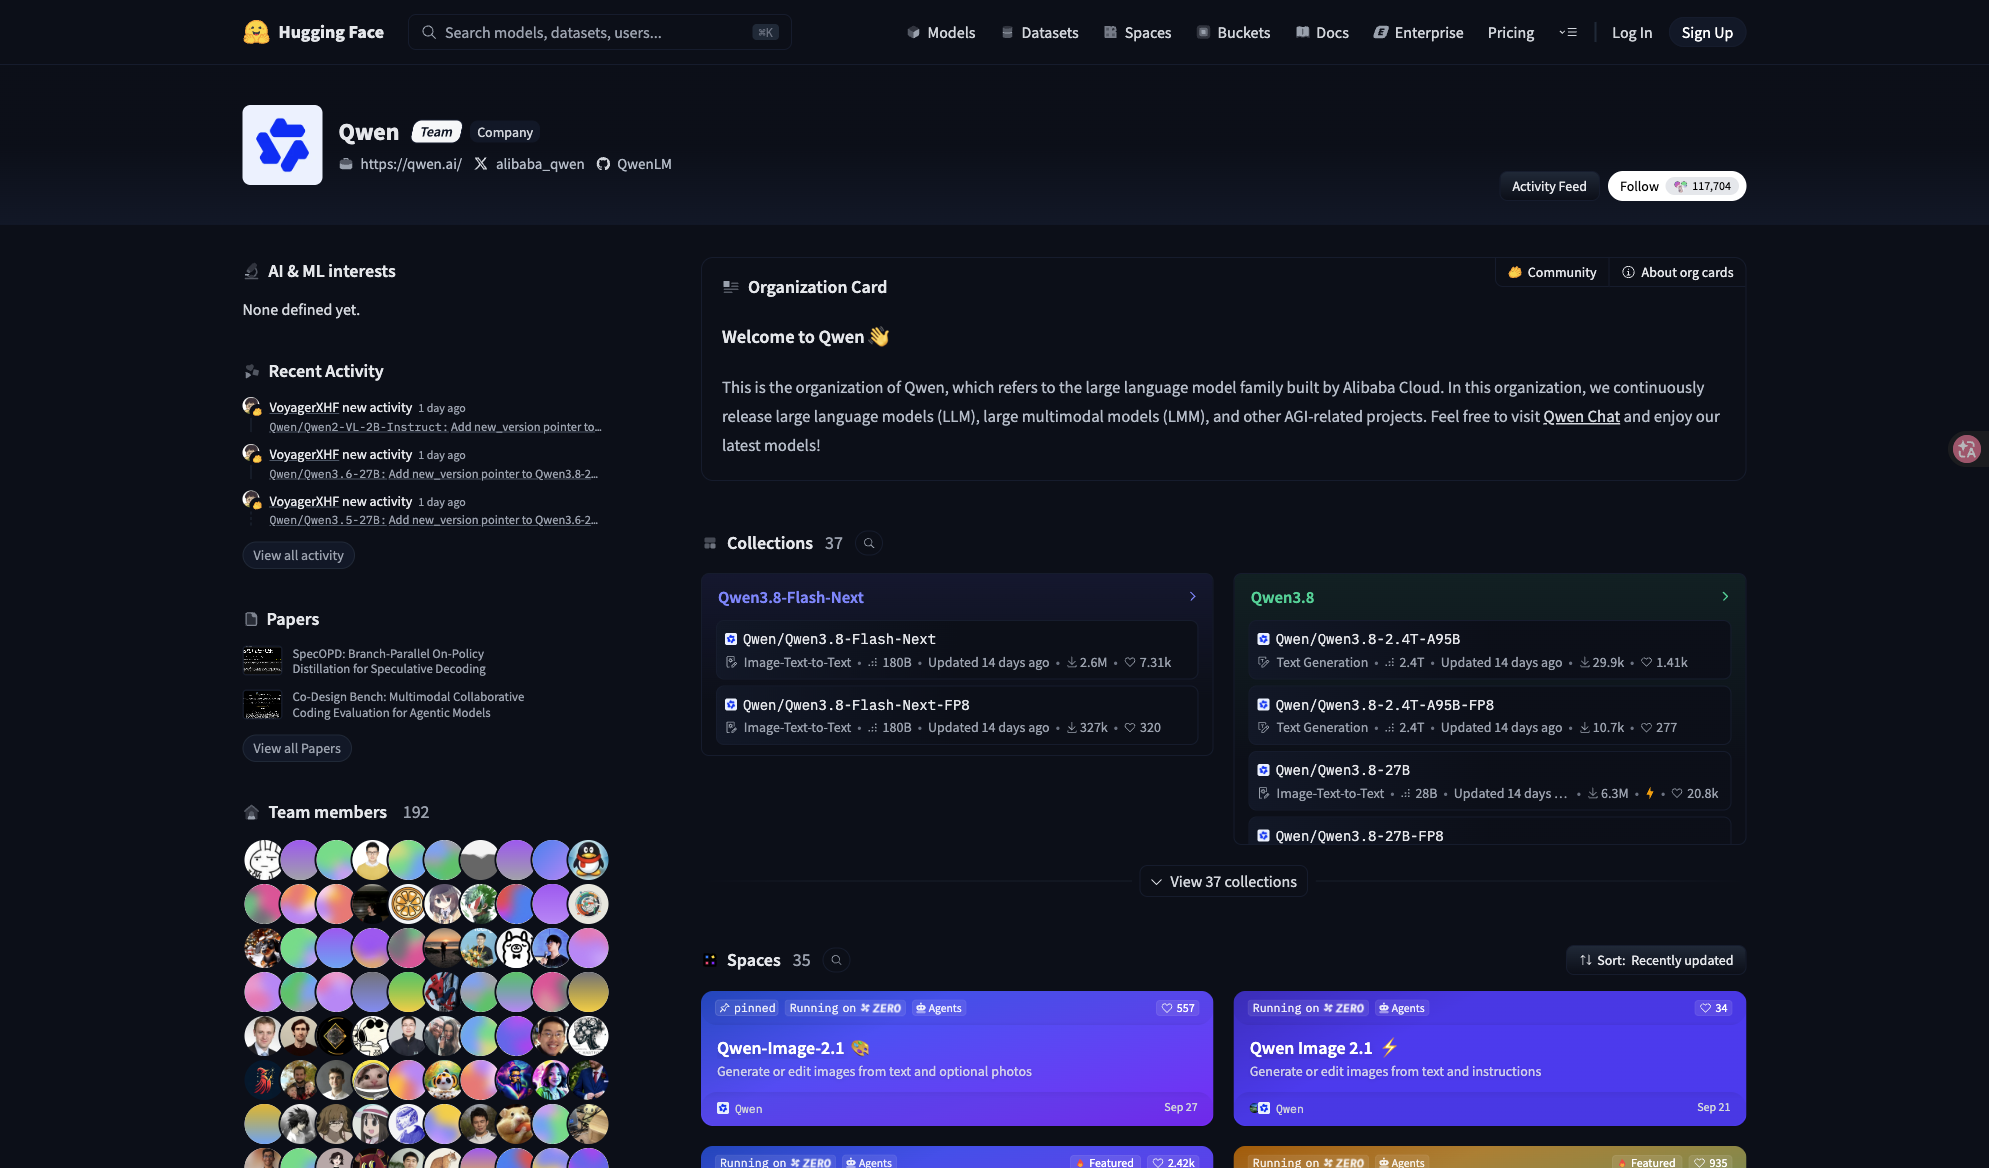 Hugging Face
Search models, datasets, users...
⌘K
Models
Datasets
Spaces
Buckets
Docs
Enterprise
Pricing
Log In
Sign Up
Qwen
Team
Company
https://qwen.ai/
alibaba_qwen
QwenLM
Activity Feed
Follow 117,704
AI & ML interests
None defined yet.
Recent Activity
VoyagerXHF new activity 1 day ago
Qwen/Qwen2-VL-2B-Instruct: Add new_version pointer to…
VoyagerXHF new activity 1 day ago
Qwen/Qwen3.6-27B: Add new_version pointer to Qwen3.8-2…
VoyagerXHF new activity 1 day ago
Qwen/Qwen3.5-27B: Add new_version pointer to Qwen3.6-2…
View all activity
Papers
SpecOPD: Branch-Parallel On-Policy
Distillation for Speculative Decoding
Co-Design Bench: Multimodal Collaborative
Coding Evaluation for Agentic Models
View all Papers
Team members 192
Organization Card
Community
About org cards
Welcome to Qwen 👋
This is the organization of Qwen, which refers to the large language model family built by Alibaba Cloud. In this organization, we continuously
release large language models (LLM), large multimodal models (LMM), and other AGI-related projects. Feel free to visit Qwen Chat and enjoy our
latest models!
Collections 37
Qwen3.8-Flash-Next
Qwen/Qwen3.8-Flash-Next
Image-Text-to-Text • 180B • Updated 14 days ago • 2.6M • 7.31k
Qwen/Qwen3.8-Flash-Next-FP8
Image-Text-to-Text • 180B • Updated 14 days ago • 327k • 320
Qwen3.8
Qwen/Qwen3.8-2.4T-A95B
Text Generation • 2.4T • Updated 14 days ago • 29.9k • 1.41k
Qwen/Qwen3.8-2.4T-A95B-FP8
Text Generation • 2.4T • Updated 14 days ago • 10.7k • 277
Qwen/Qwen3.8-27B
Image-Text-to-Text • 28B • Updated 14 days … • 6.3M • ⚡ • 20.8k
Qwen/Qwen3.8-27B-FP8
View 37 collections
Spaces 35
Sort: Recently updated
pinned Running on ZERO Agents 557
Qwen-Image-2.1 🎨
Generate or edit images from text and optional photos
Qwen Sep 27
Running on ZERO Agents 34
Qwen Image 2.1 ⚡
Generate or edit images from text and instructions
Qwen Sep 21
Running on ZERO Agents Featured 2.42k
Running on ZERO Agents Featured 935